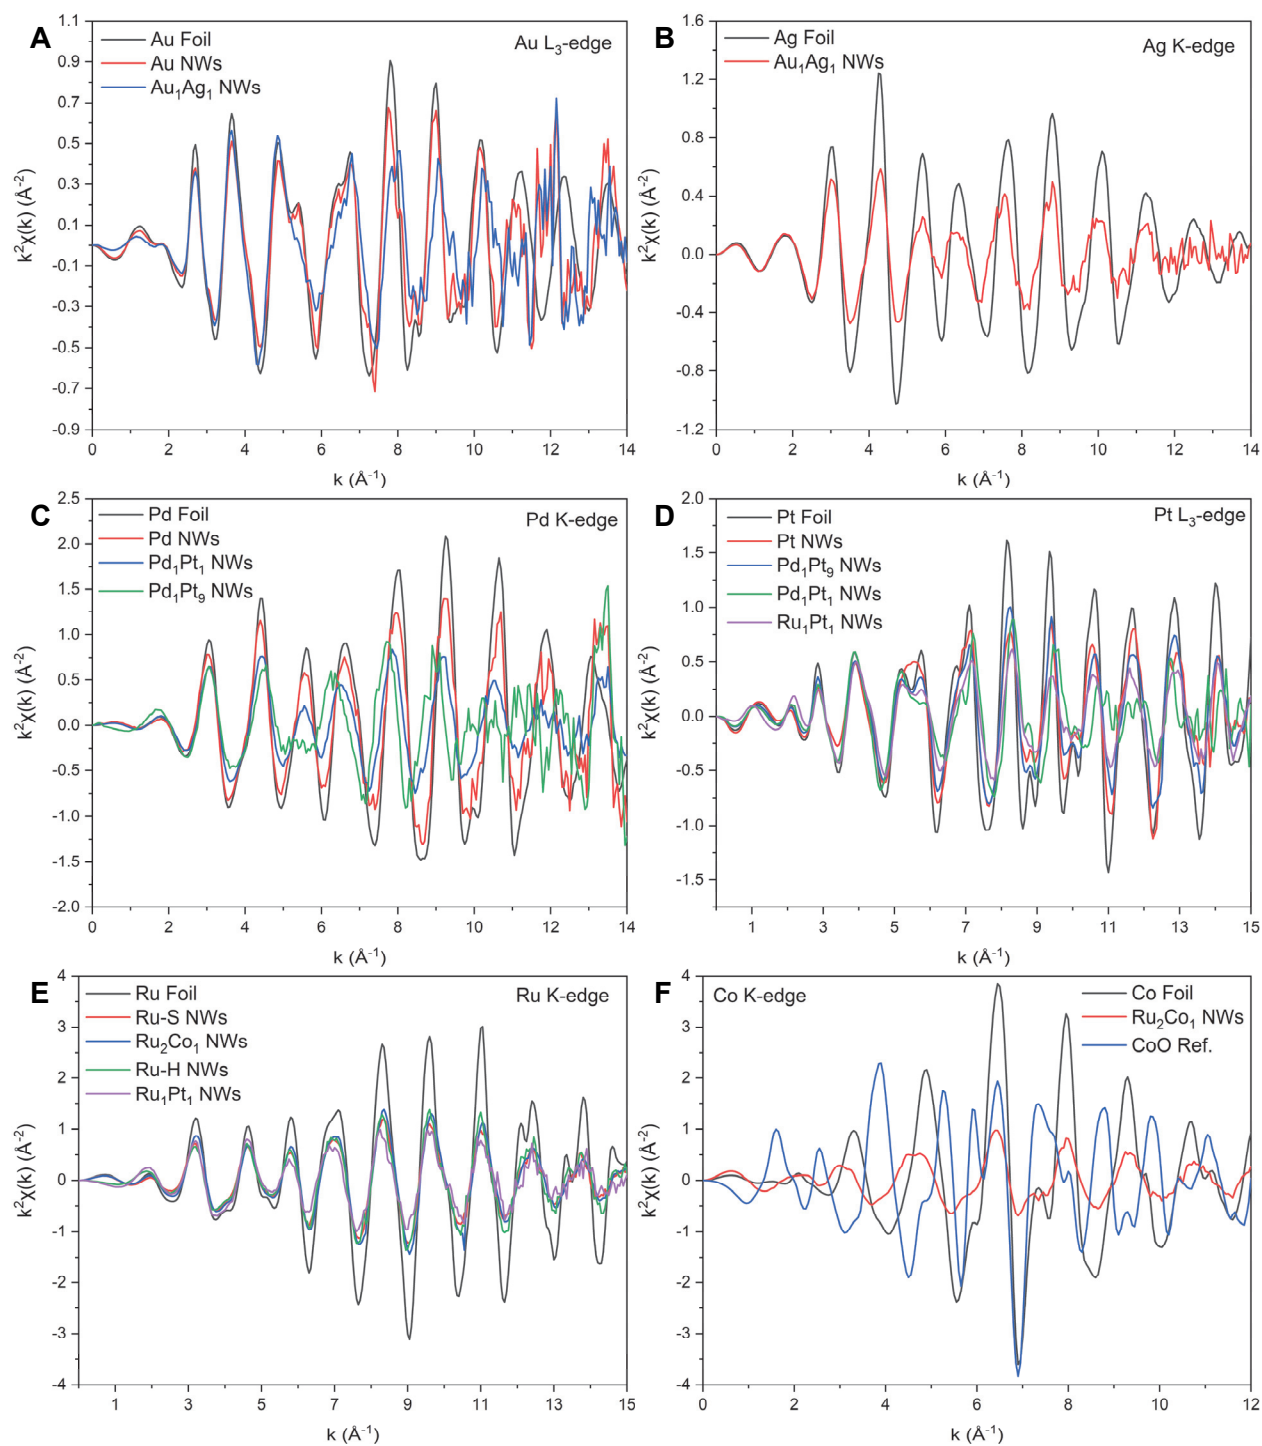 A
Au Foil
Au NWs
Au₁Ag₁ NWs
Au L₃-edge
1.1
0.9
0.7
0.5
0.3
0.1
-0.1
-0.3
-0.5
-0.7
-0.9
k²χ(k) (Å⁻²)
0 2 4 6 8 10 12 14
k (Å⁻¹)
B
Ag Foil
Au₁Ag₁ NWs
Ag K-edge
1.6
1.2
0.8
0.4
0.0
-0.4
-0.8
-1.2
k²χ(k) (Å⁻²)
0 2 4 6 8 10 12 14
k (Å⁻¹)
C
Pd Foil
Pd NWs
Pd₁Pt₁ NWs
Pd₁Pt₉ NWs
Pd K-edge
2.5
2.0
1.5
1.0
0.5
0.0
-0.5
-1.0
-1.5
-2.0
k²χ(k) (Å⁻²)
0 2 4 6 8 10 12 14
k (Å⁻¹)
D
Pt Foil
Pt NWs
Pd₁Pt₉ NWs
Pd₁Pt₁ NWs
Ru₁Pt₁ NWs
Pt L₃-edge
2.0
1.5
1.0
0.5
0.0
-0.5
-1.0
-1.5
k²χ(k) (Å⁻²)
1 3 5 7 9 11 13 15
k (Å⁻¹)
E
Ru Foil
Ru-S NWs
Ru₂Co₁ NWs
Ru-H NWs
Ru₁Pt₁ NWs
Ru K-edge
4
3
2
1
0
-1
-2
-3
-4
k²χ(k) (Å⁻²)
1 3 5 7 9 11 13 15
k (Å⁻¹)
F
Co K-edge
Co Foil
Ru₂Co₁ NWs
CoO Ref.
4
3
2
1
0
-1
-2
-3
-4
k²χ(k) (Å⁻²)
0 2 4 6 8 10 12
k (Å⁻¹)